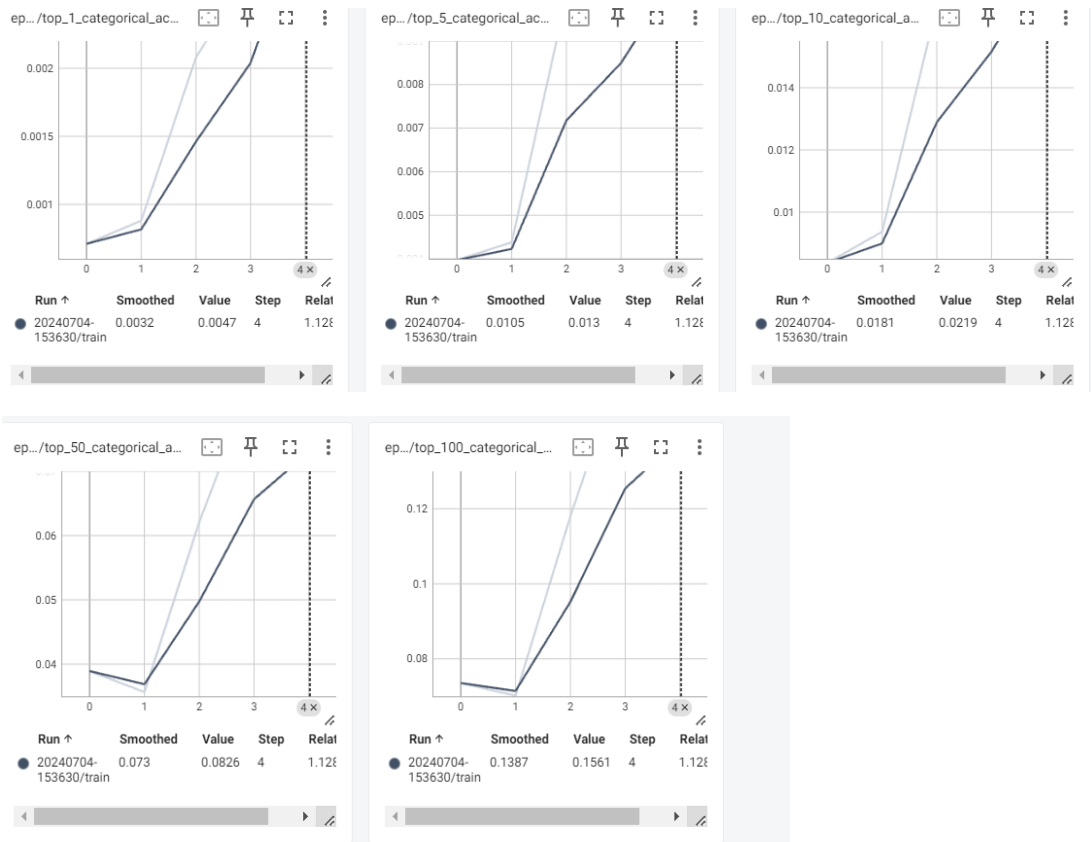 ep.../top_1_categorical_ac...
0.002
0.0015
0.001
0 1 2 3 4 ×
Run ↑ Smoothed Value Step Relat
20240704-153630/train 0.0032 0.0047 4 1.128
ep.../top_5_categorical_ac...
0.008
0.007
0.006
0.005
0 1 2 3 4 ×
Run ↑ Smoothed Value Step Relat
20240704-153630/train 0.0105 0.013 4 1.128
ep.../top_10_categorical_a...
0.014
0.012
0.01
0 1 2 3 4 ×
Run ↑ Smoothed Value Step Relat
20240704-153630/train 0.0181 0.0219 4 1.128
ep.../top_50_categorical_a...
0.06
0.05
0.04
0 1 2 3 4 ×
Run ↑ Smoothed Value Step Relat
20240704-153630/train 0.073 0.0826 4 1.128
ep.../top_100_categorical_...
0.12
0.1
0.08
0 1 2 3 4 ×
Run ↑ Smoothed Value Step Relat
20240704-153630/train 0.1387 0.1561 4 1.128